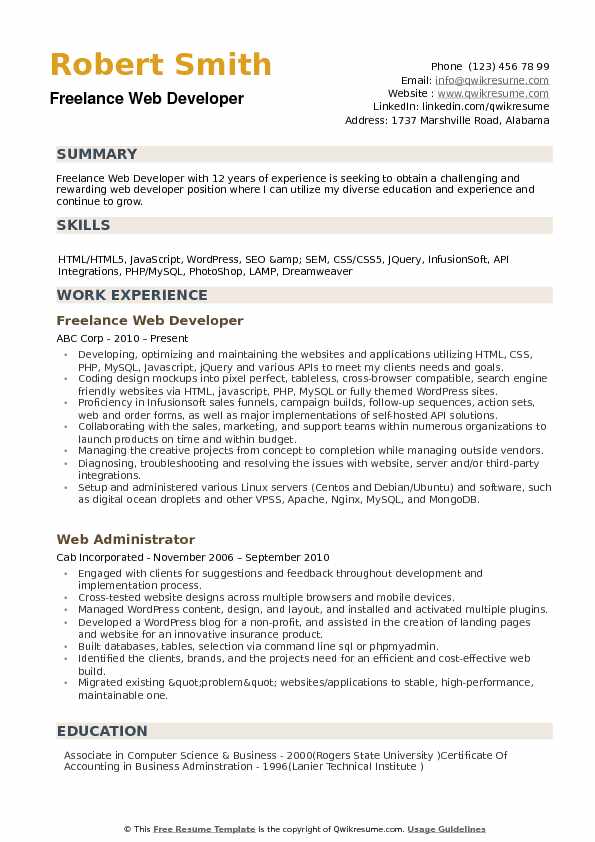 Robert Smith
Freelance Web Developer
Phone (123) 456 78 99
Email: info@qwikresume.com
Website : www.qwikresume.com
LinkedIn: linkedin.com/qwikresume
Address: 1737 Marshville Road, Alabama
SUMMARY
Freelance Web Developer with 12 years of experience is seeking to obtain a challenging and
rewarding web developer position where I can utilize my diverse education and experience and
continue to grow.
SKILLS
HTML/HTML5, JavaScript, WordPress, SEO &amp; SEM, CSS/CSS5, JQuery, InfusionSoft, API
Integrations, PHP/MySQL, PhotoShop, LAMP, Dreamweaver
WORK EXPERIENCE
Freelance Web Developer
ABC Corp - 2010 – Present
• Developing, optimizing and maintaining the websites and applications utilizing HTML, CSS,
PHP, MySQL, Javascript, jQuery and various APIs to meet my clients needs and goals.
• Coding design mockups into pixel perfect, tableless, cross-browser compatible, search engine
friendly websites via HTML, javascript, PHP, MySQL or fully themed WordPress sites.
• Proficiency in Infusionsoft sales funnels, campaign builds, follow-up sequences, action sets,
web and order forms, as well as major implementations of self-hosted API solutions.
• Collaborating with the sales, marketing, and support teams within numerous organizations to
launch products on time and within budget.
• Managing the creative projects from concept to completion while managing outside vendors.
• Diagnosing, troubleshooting and resolving the issues with website, server and/or third-party
integrations.
• Setup and administered various Linux servers (Centos and Debian/Ubuntu) and software, such
as digital ocean droplets and other VPSS, Apache, Nginx, MySQL, and MongoDB.
Web Administrator
Cab Incorporated - November 2006 – September 2010
• Engaged with clients for suggestions and feedback throughout development and
implementation process.
• Cross-tested website designs across multiple browsers and mobile devices.
• Managed WordPress content, design, and layout, and installed and activated multiple plugins.
• Developed a WordPress blog for a non-profit, and assisted in the creation of landing pages
and website for an innovative insurance product.
• Built databases, tables, selection via command line sql or phpmyadmin.
• Identified the clients, brands, and the projects need for an efficient and cost-effective web
build.
• Migrated existing &quot;problem&quot; websites/applications to stable, high-performance,
maintainable one.
EDUCATION
Associate in Computer Science & Business - 2000(Rogers State University )Certificate Of
Accounting in Business Adminstration - 1996(Lanier Technical Institute )
© This Free Resume Template is the copyright of Qwikresume.com. Usage Guidelines